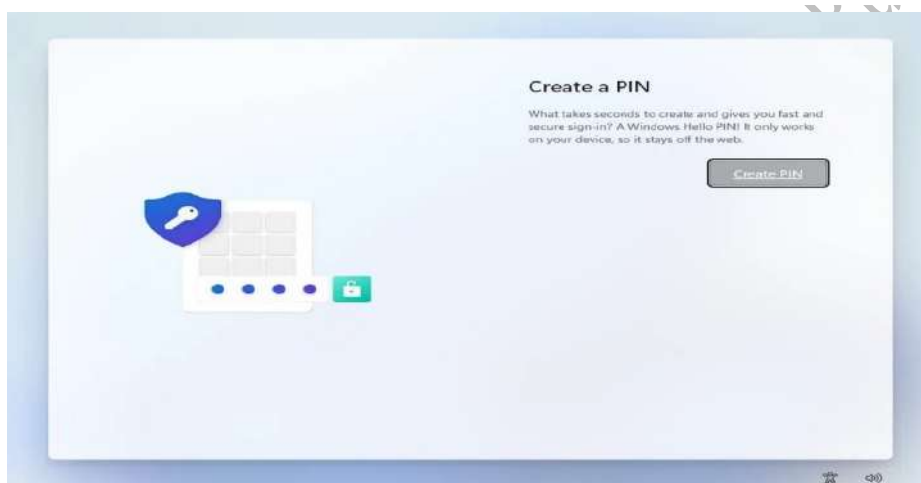 Create a PIN
What takes seconds to create and gives you fast and
secure sign-in? A Windows Hello PIN! It only works
on your device, so it stays off the web.
Create PIN